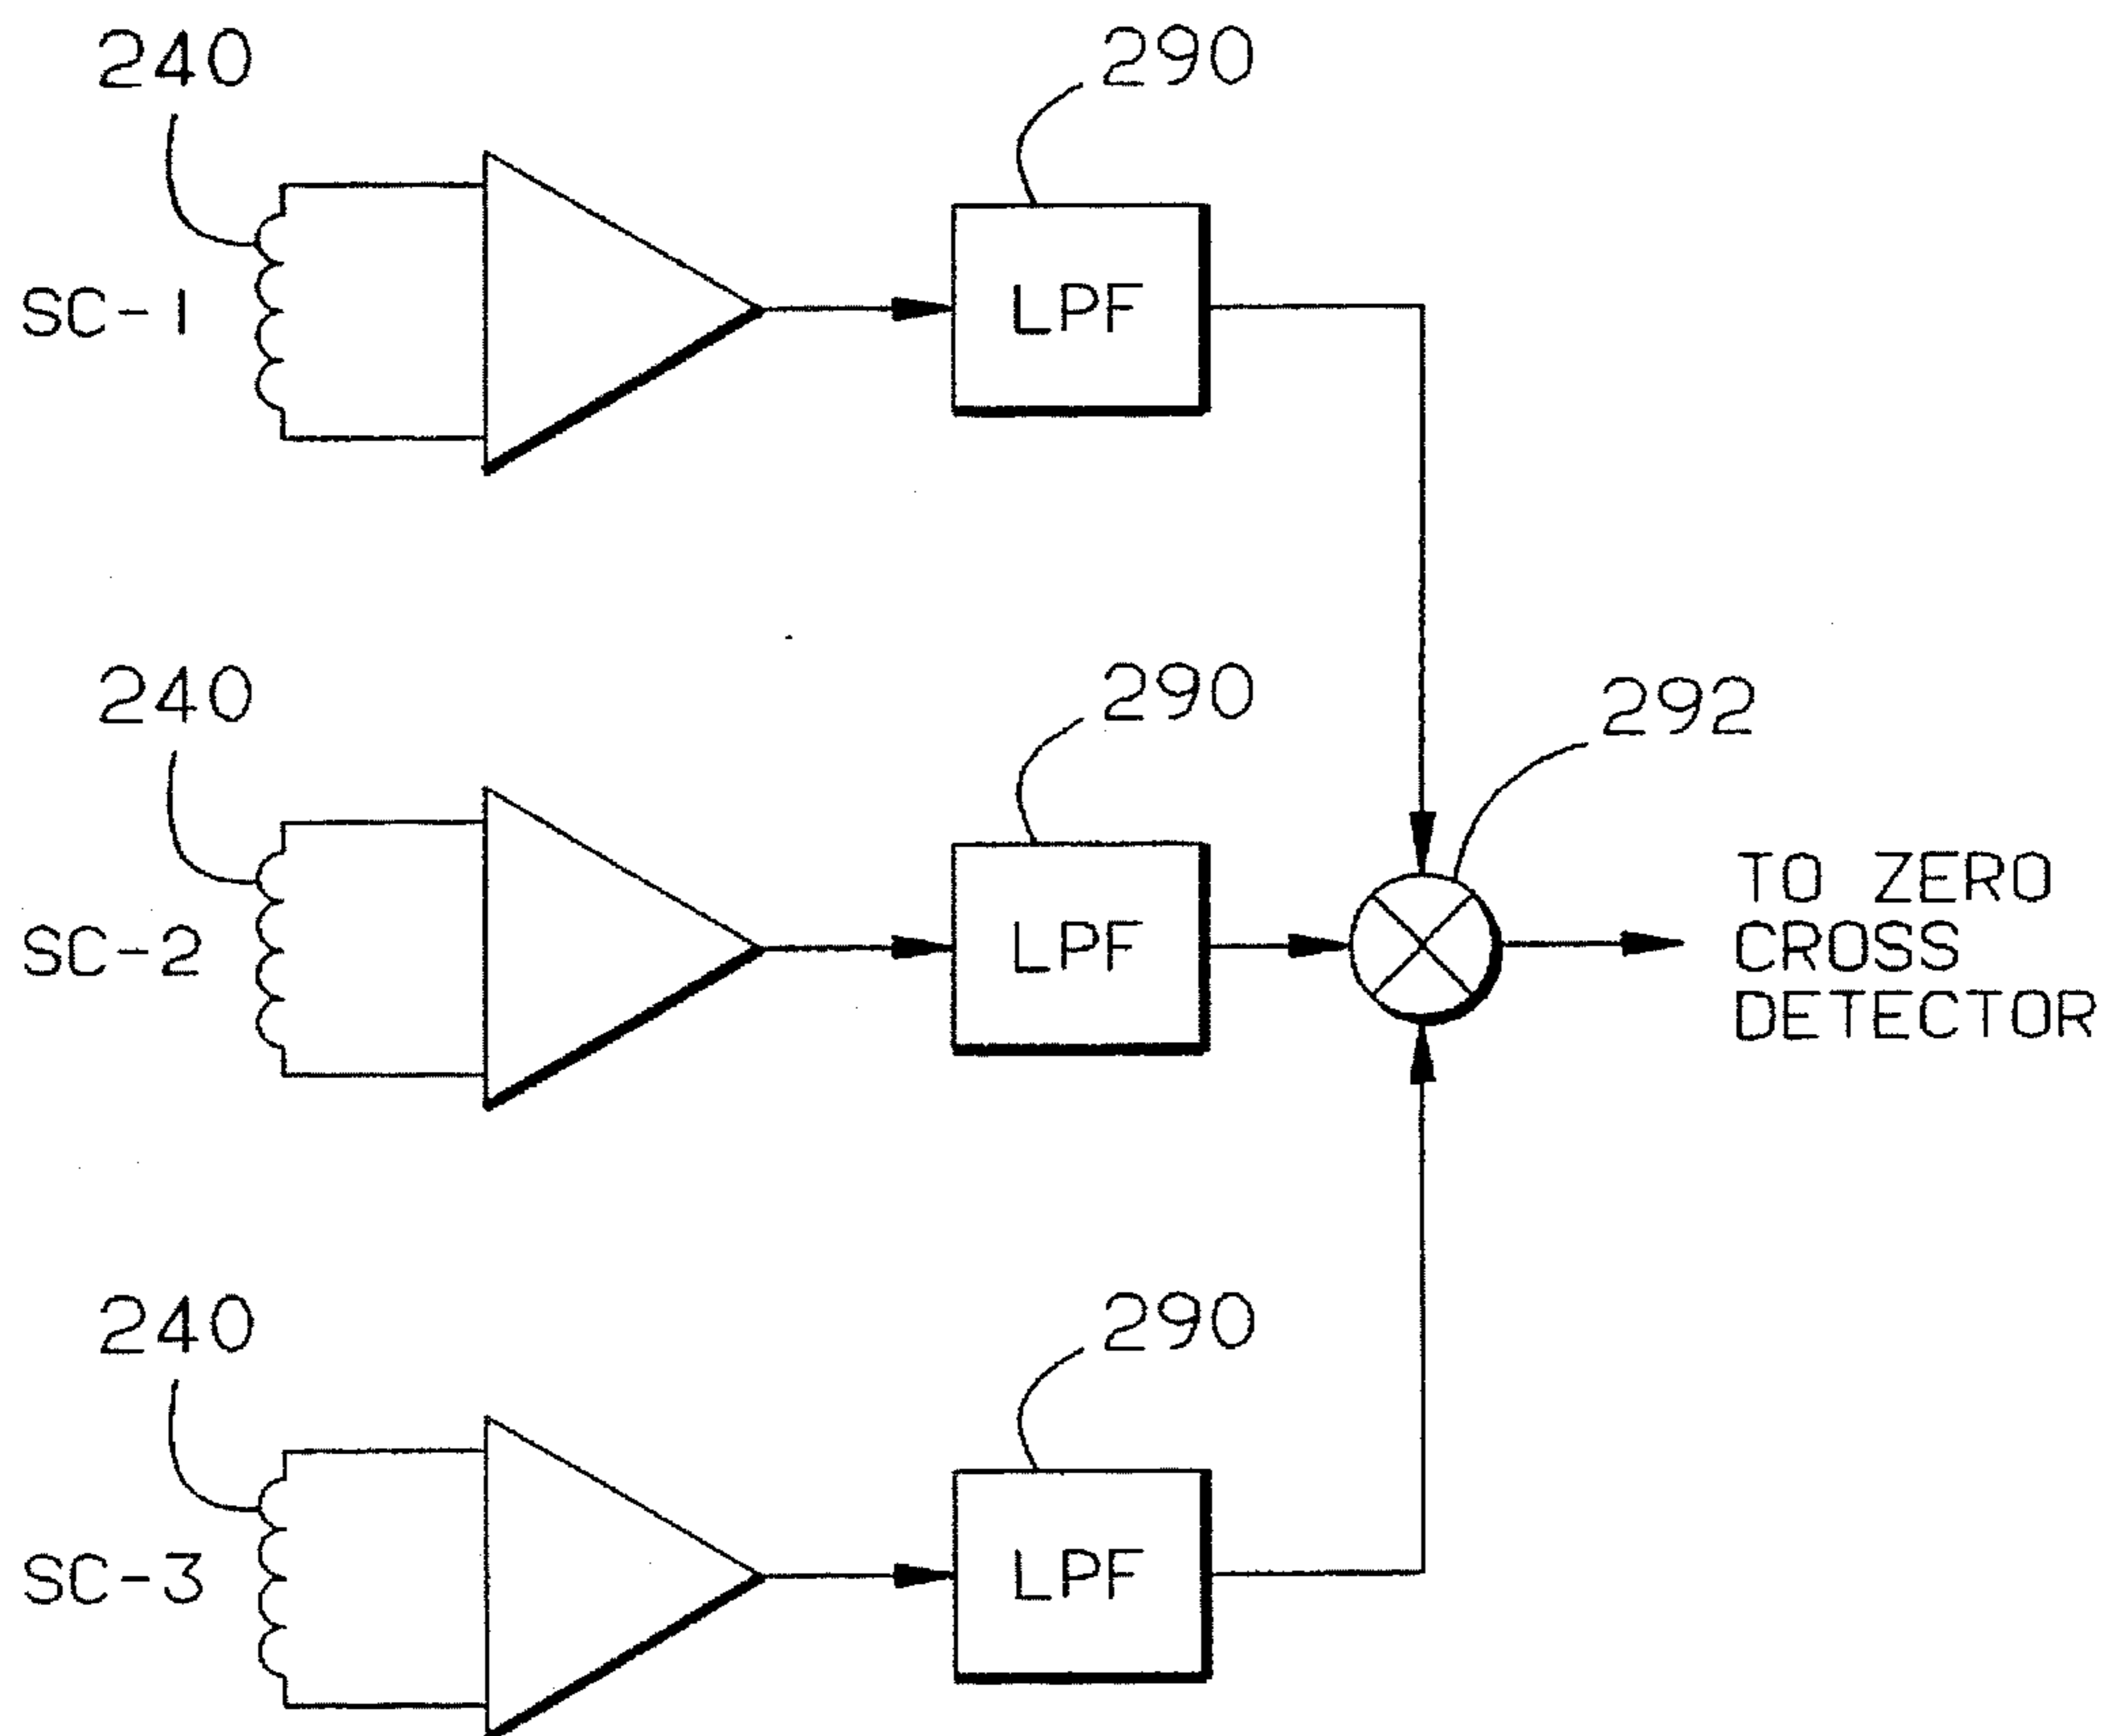 240
290
SC-1
LPF
240
290
292
SC-2
LPF
TO ZERO
CROSS
DETECTOR
240
290
SC-3
LPF